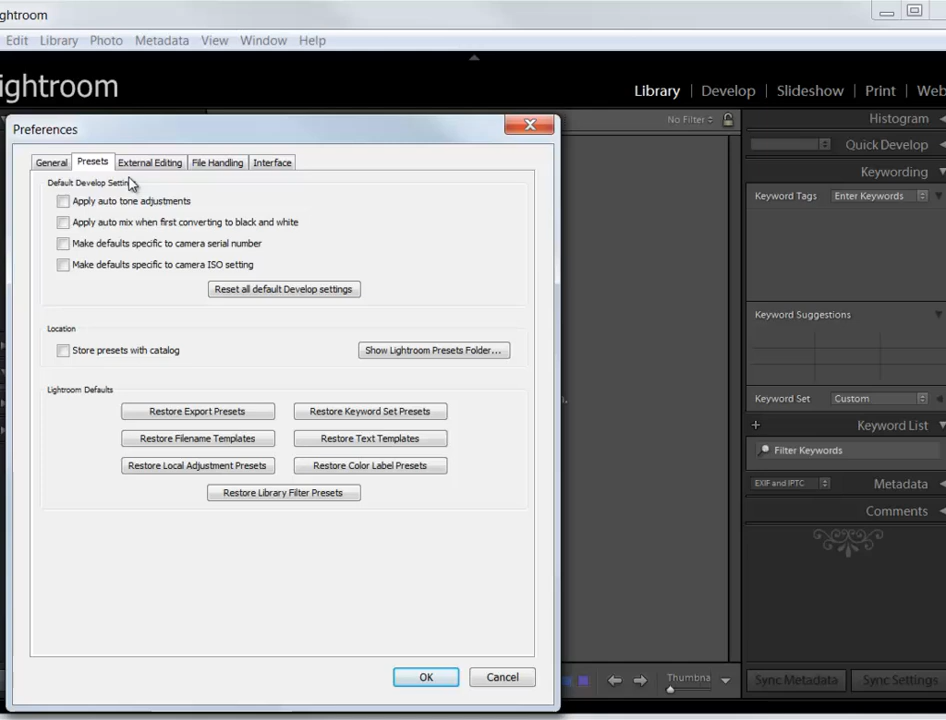 ightroom
Edit Library Photo Metadata View Window Help
ightroom
Library | Develop | Slideshow | Print | Web
Preferences
No Filter
Histogram
Quick Develop
Keywording
Keyword Tags Enter Keywords
Keyword Suggestions
Keyword Set Custom
+ Keyword List
Filter Keywords
EXIF and IPTC Metadata
Comments
General Presets External Editing File Handling Interface
Default Develop Settin
Apply auto tone adjustments
Apply auto mix when first converting to black and white
Make defaults specific to camera serial number
Make defaults specific to camera ISO setting
Reset all default Develop settings
Location
Store presets with catalog Show Lightroom Presets Folder...
Lightroom Defaults
Restore Export Presets Restore Keyword Set Presets
Restore Filename Templates Restore Text Templates
Restore Local Adjustment Presets Restore Color Label Presets
Restore Library Filter Presets
OK Cancel
Thumbna
Sync Metadata Sync Settings